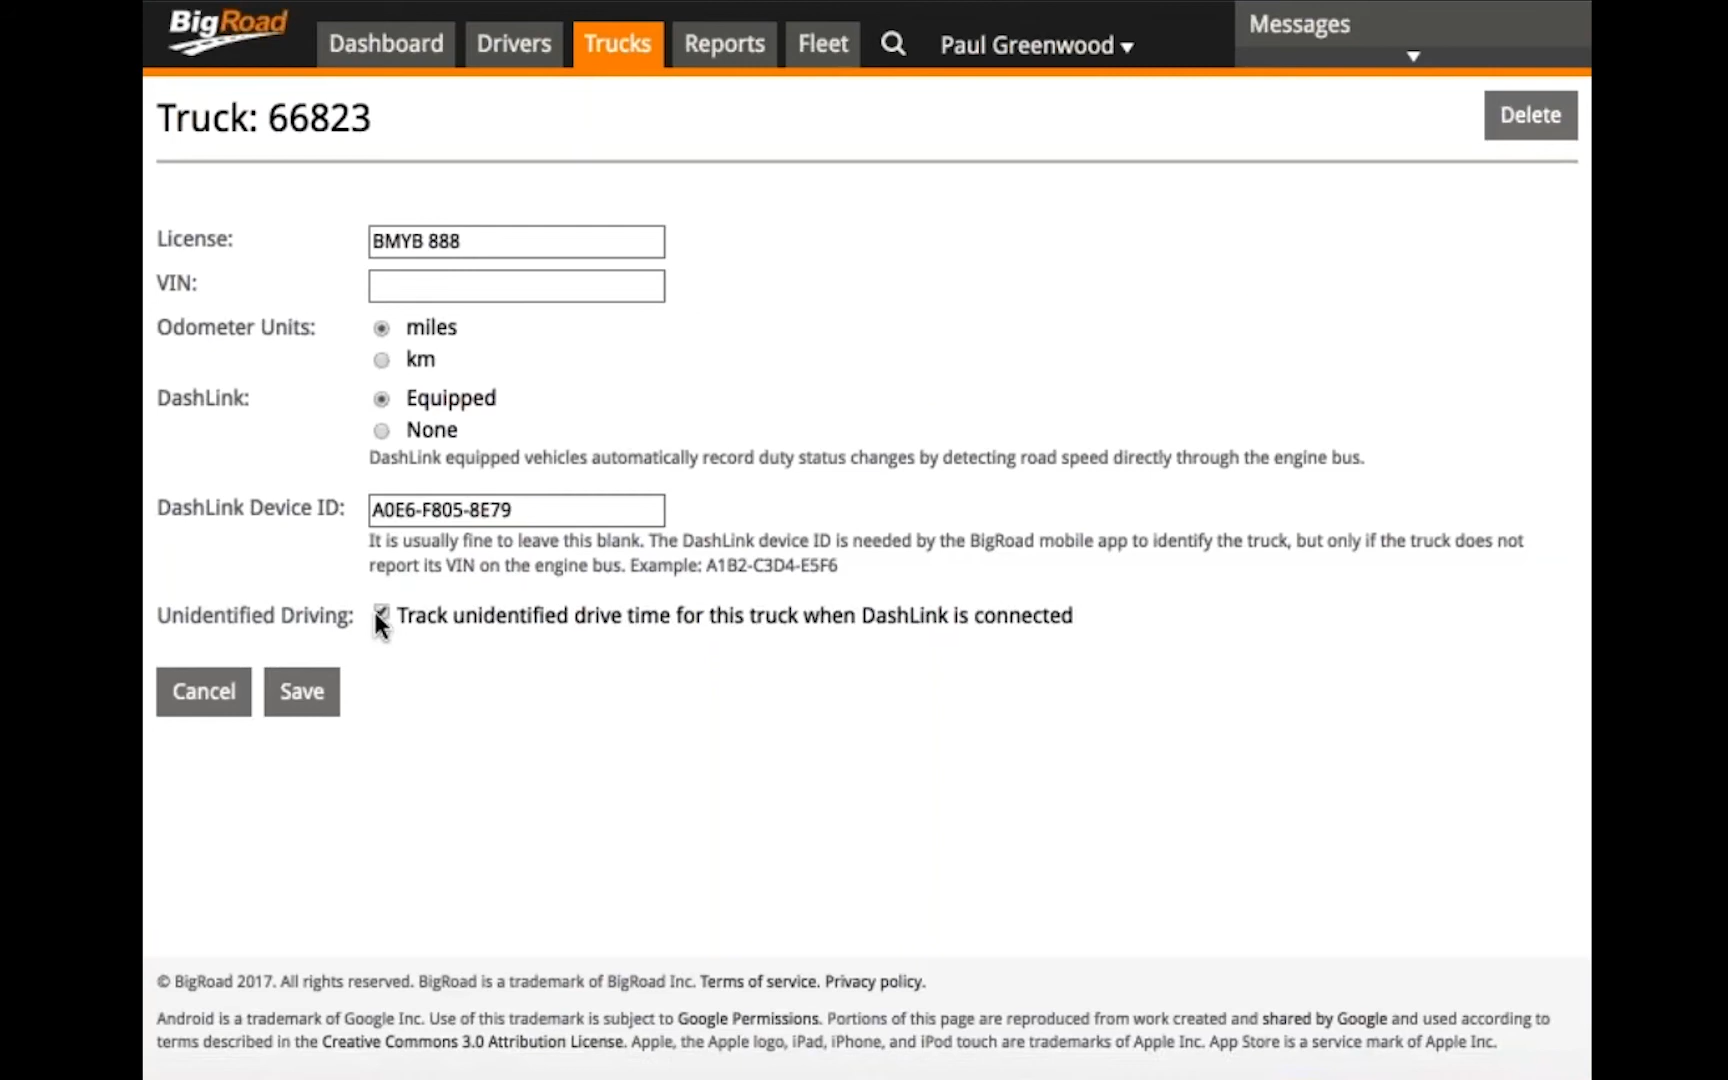 BigRoad
Dashboard Drivers Trucks Reports Fleet Paul Greenwood Messages
Truck: 66823
Delete
License: BMYB 888
VIN:
Odometer Units: miles
km
DashLink: Equipped
None
DashLink equipped vehicles automatically record duty status changes by detecting road speed directly through the engine bus.
DashLink Device ID: A0E6-F805-8E79
It is usually fine to leave this blank. The DashLink device ID is needed by the BigRoad mobile app to identify the truck, but only if the truck does not
report its VIN on the engine bus. Example: A1B2-C3D4-E5F6
Unidentified Driving: Track unidentified drive time for this truck when DashLink is connected
Cancel Save
© BigRoad 2017. All rights reserved. BigRoad is a trademark of BigRoad Inc. Terms of service. Privacy policy.
Android is a trademark of Google Inc. Use of this trademark is subject to Google Permissions. Portions of this page are reproduced from work created and shared by Google and used according to
terms described in the Creative Commons 3.0 Attribution License. Apple, the Apple logo, iPad, iPhone, and iPod touch are trademarks of Apple Inc. App Store is a service mark of Apple Inc.